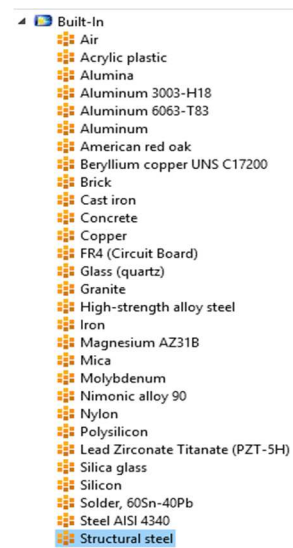 Built-In
Air
Acrylic plastic
Alumina
Aluminum 3003-H18
Aluminum 6063-T83
Aluminum
American red oak
Beryllium copper UNS C17200
Brick
Cast iron
Concrete
Copper
FR4 (Circuit Board)
Glass (quartz)
Granite
High-strength alloy steel
Iron
Magnesium AZ31B
Mica
Molybdenum
Nimonic alloy 90
Nylon
Polysilicon
Lead Zirconate Titanate (PZT-5H)
Silica glass
Silicon
Solder, 60Sn-40Pb
Steel AISI 4340
Structural steel